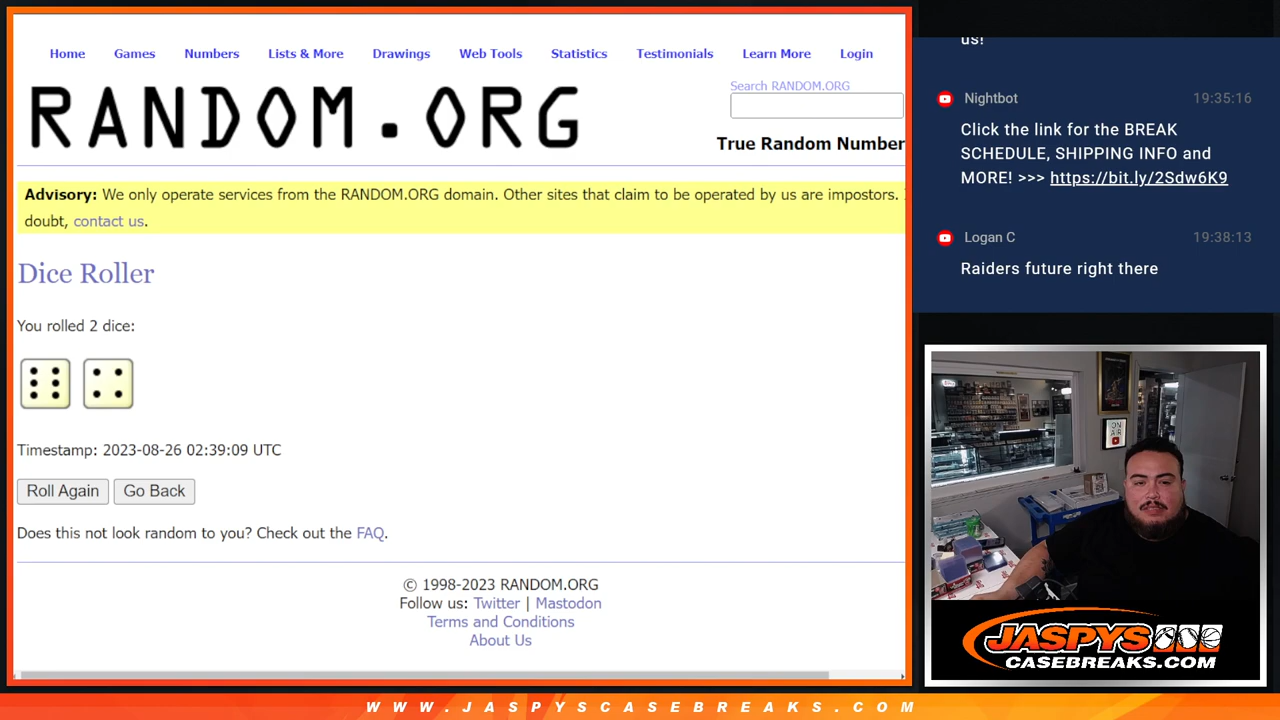 Home Games Numbers Lists & More Drawings Web Tools Statistics Testimonials Learn More Login
RANDOM.ORG
Search RANDOM.ORG
True Random Number
Advisory: We only operate services from the RANDOM.ORG domain. Other sites that claim to be operated by us are impostors.
doubt, contact us.
Dice Roller
You rolled 2 dice:
Timestamp: 2023-08-26 02:39:09 UTC
Roll Again Go Back
Does this not look random to you? Check out the FAQ.
© 1998-2023 RANDOM.ORG
Follow us: Twitter | Mastodon
Terms and Conditions
About Us
us!
Nightbot 19:35:16
Click the link for the BREAK
SCHEDULE, SHIPPING INFO and
MORE! >>> https://bit.ly/2Sdw6K9
Logan C 19:38:13
Raiders future right there
ON
AIR
JASPYS
CASEBREAKS.COM
WWW.JASPYSCASEBREAKS.COM